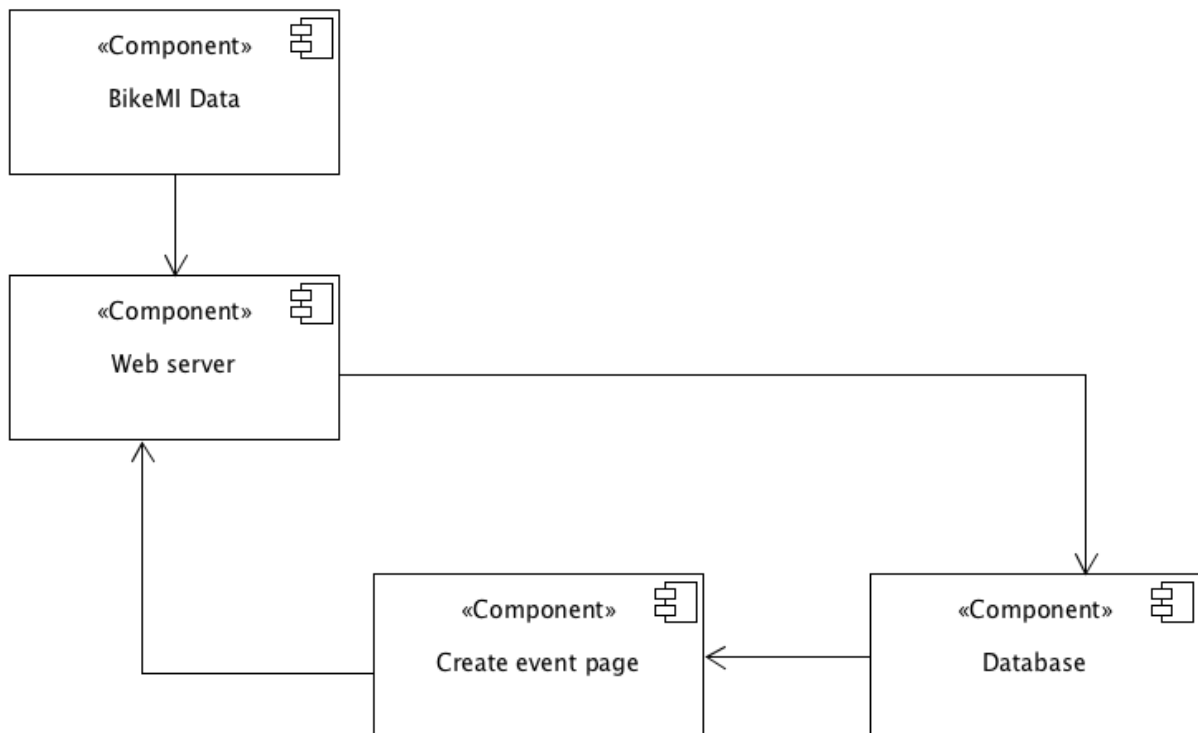 «Component»
BikeMI Data
«Component»
Web server
«Component»
Create event page
«Component»
Database